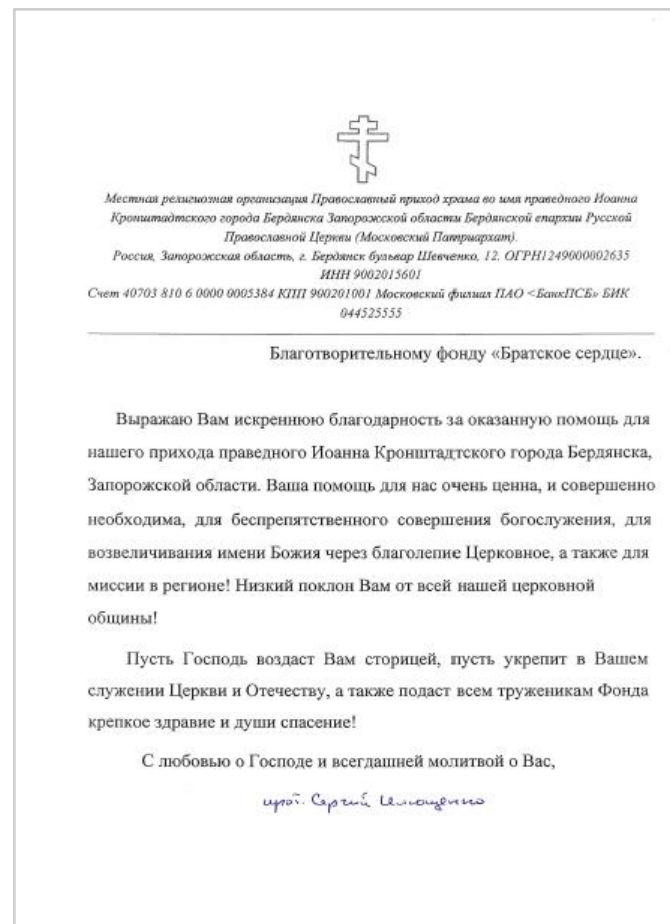 Местная религиозная организация Православный приход храма во имя праведного Иоанна
Кронштадтского города Бердянска Запорожской области Бердянской епархии Русской
Православной Церкви (Московский Патриархат).
Россия, Запорожская область, г. Бердянск бульвар Шевченко, 12. ОГРН1249000002635
ИНН 9002015601
Счет 40703 810 6 0000 0005384 КПП 900201001 Московский филиал ПАО <БанкПСБ» БИК
044525555
Благотворительному фонду «Братское сердце».
Выражаю Вам искреннюю благодарность за оказанную помощь для
нашего прихода праведного Иоанна Кронштадтского города Бердянска,
Запорожской области. Ваша помощь для нас очень ценна, и совершенно
необходима, для беспрепятственного совершения богослужения, для
возвеличивания имени Божия через благолепие Церковное, а также для
миссии в регионе! Низкий поклон Вам от всей нашей церковной
общины!
Пусть Господь воздаст Вам сторицей, пусть укрепит в Вашем
служении Церкви и Отечеству, а также подаст всем труженикам Фонда
крепкое здравие и души спасение!
С любовью о Господе и всегдашней молитвой о Вас,
прот. Сергий